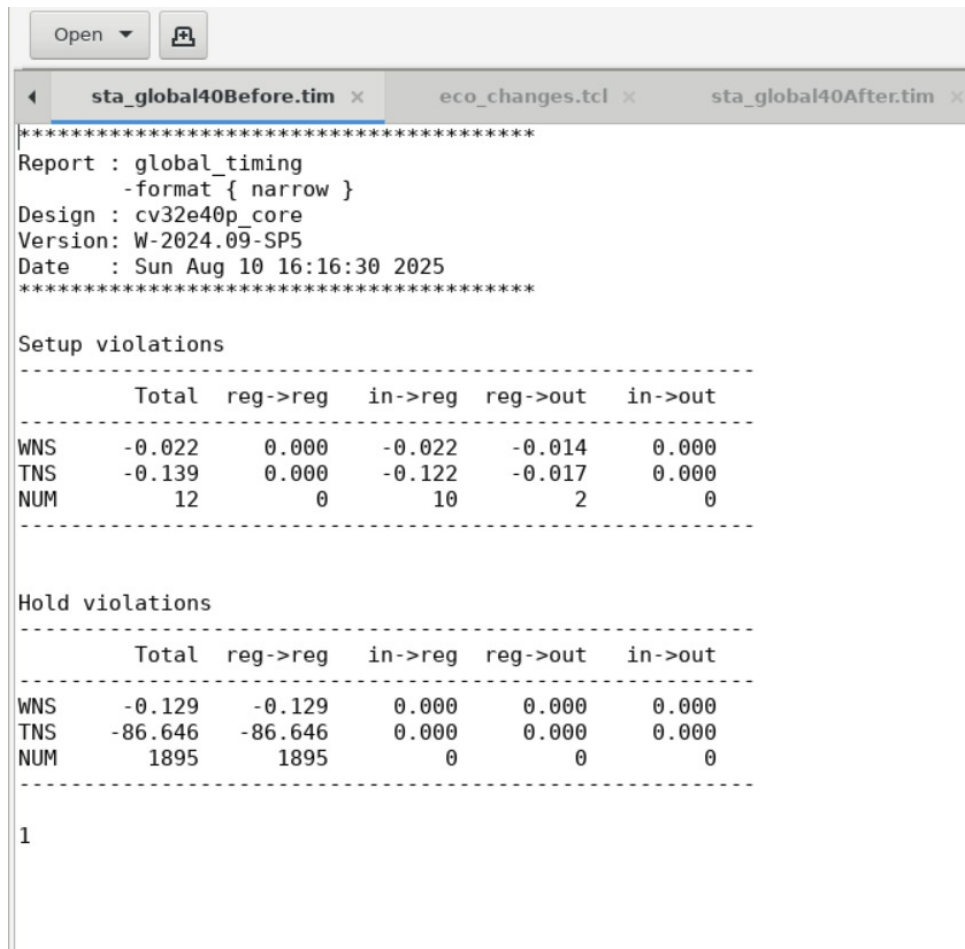 Open
sta_global40Before.tim × eco_changes.tcl × sta_global40After.tim ×
****************************************
Report : global_timing
        -format { narrow }
Design : cv32e40p_core
Version: W-2024.09-SP5
Date   : Sun Aug 10 16:16:30 2025
****************************************
Setup violations
---------------------------------------------------------
         Total  reg->reg   in->reg  reg->out    in->out
---------------------------------------------------------
WNS     -0.022     0.000    -0.022    -0.014      0.000
TNS     -0.139     0.000    -0.122    -0.017      0.000
NUM         12         0        10         2          0
---------------------------------------------------------
Hold violations
---------------------------------------------------------
         Total  reg->reg   in->reg  reg->out    in->out
---------------------------------------------------------
WNS     -0.129    -0.129     0.000     0.000      0.000
TNS    -86.646   -86.646     0.000     0.000      0.000
NUM       1895      1895         0         0          0
---------------------------------------------------------
1